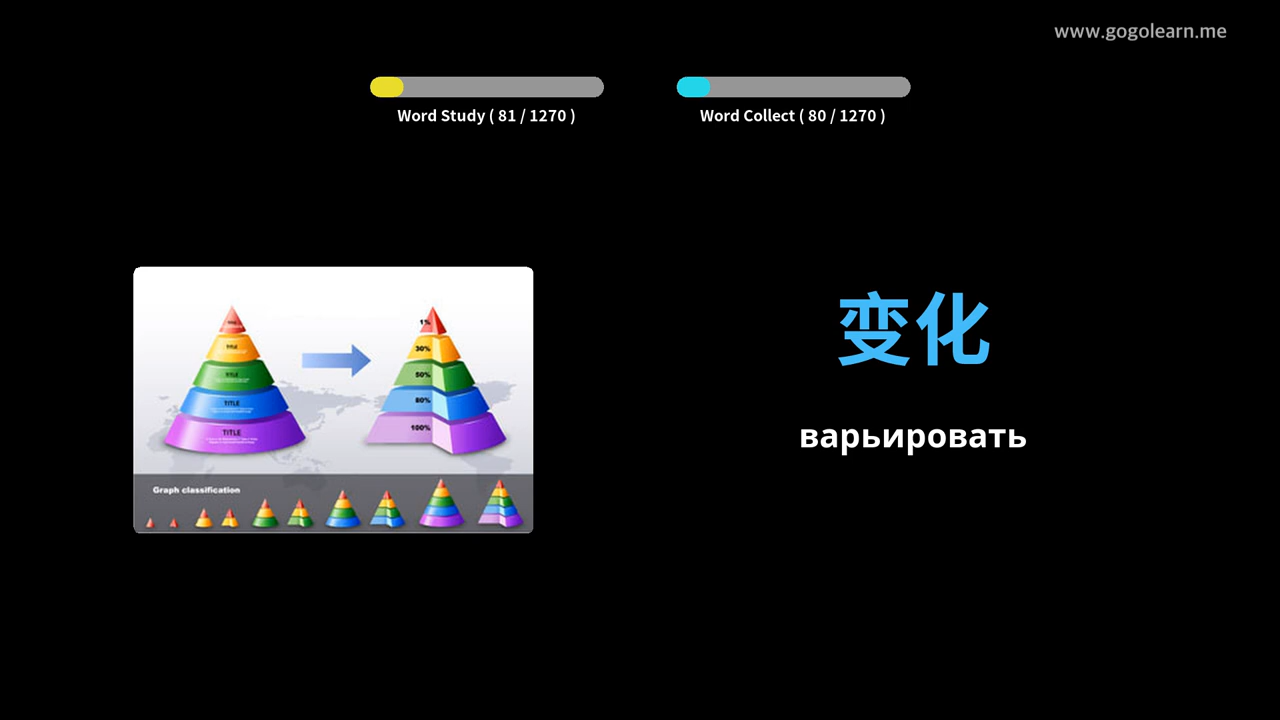 www.gogolearn.me
Word Study ( 81 / 1270 )
Word Collect ( 80 / 1270 )
变化
варьировать
1%
TITLE
30%
TITLE
50%
TITLE
80%
TITLE
100%
Graph classification